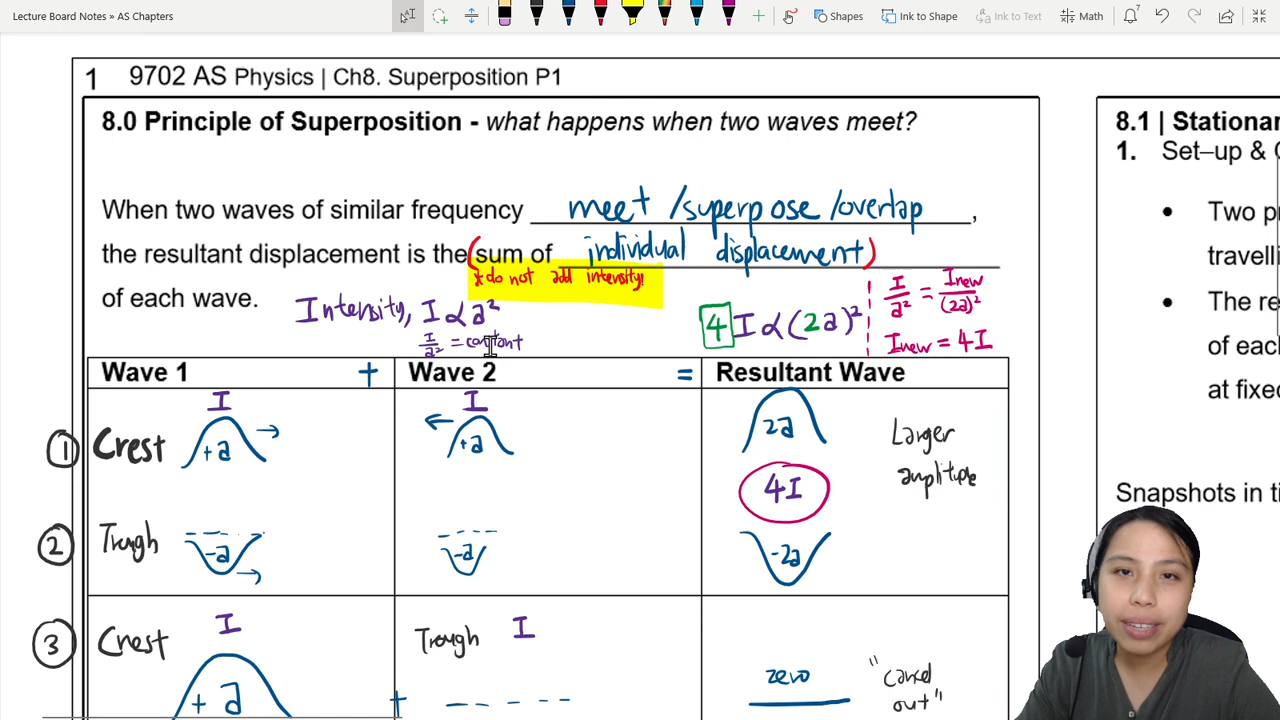 Lecture Board Notes » AS Chapters
Shapes
Ink to Shape
Ink to Text
Math
7
1 9702 AS Physics | Ch8. Superposition P1
8.0 Principle of Superposition - what happens when two waves meet?
When two waves of similar frequency meet /superpose /overlap,
the resultant displacement is the (sum of individual displacement)
* do not add intensity!
of each wave.
Intensity, I ∝ a²
I/a² = constant
4I ∝ (2a)²
I/a² = Inew/(2a)²
Inew = 4I
Wave 1 + Wave 2 = Resultant Wave
I I
① Crest +a +a 2a Larger
amplitude
4I
② Trough -a -a -2a
③ Crest I Trough I
+a + zero "cancel
out"
8.1 | Stationa
1. Set-up &
Two p
travelli
The re
of eac
at fixe
Snapshots in ti